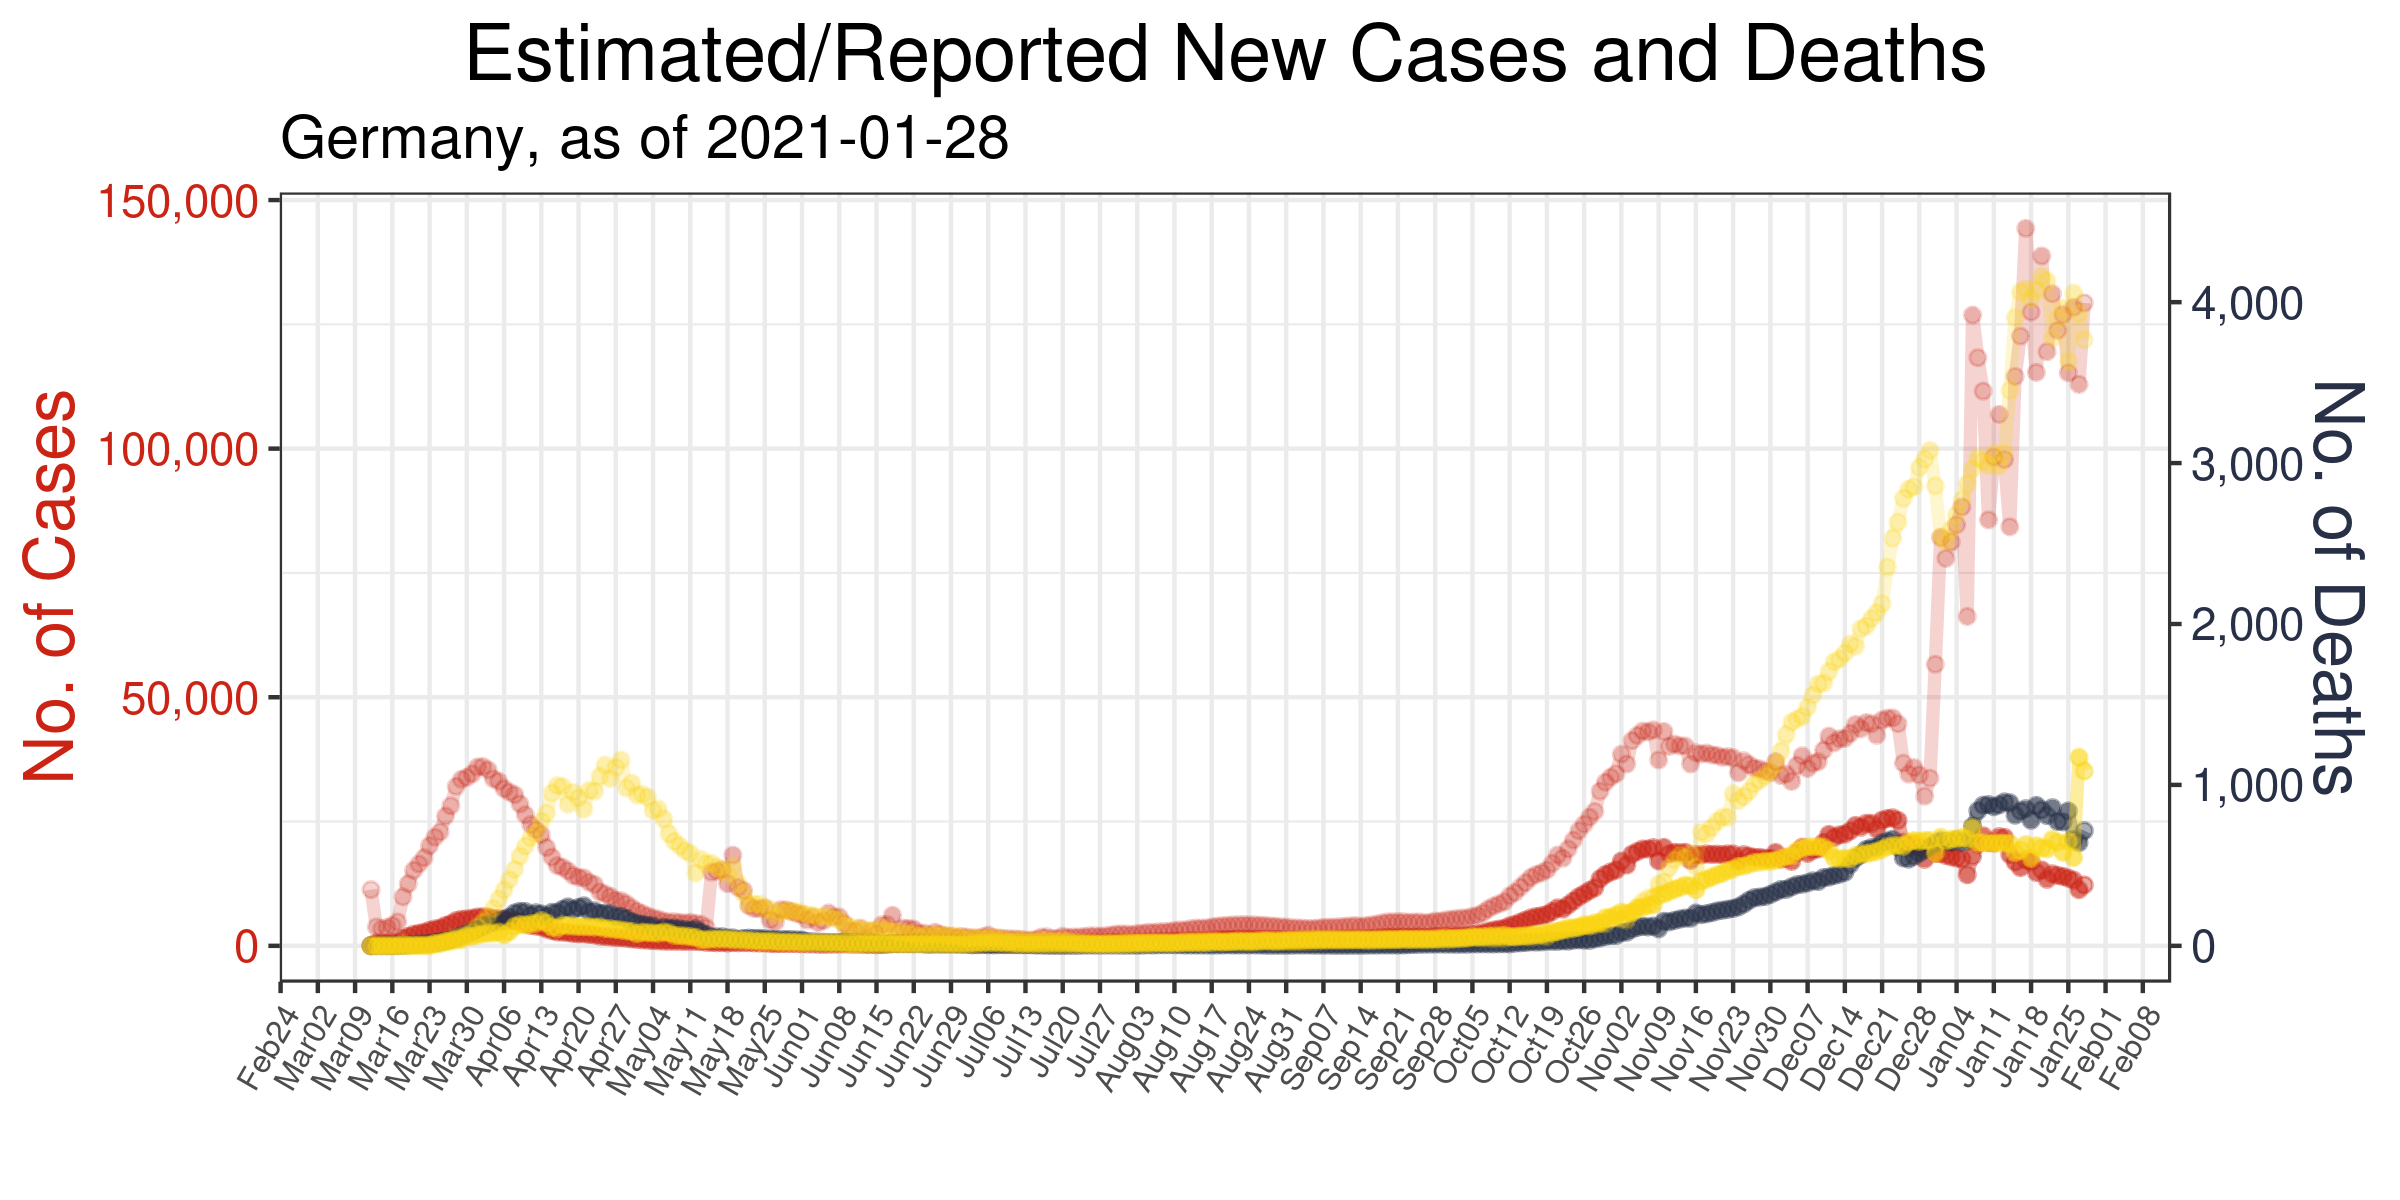 Estimated/Reported New Cases and Deaths
Germany, as of 2021-01-28
No. of Cases
150,000
100,000
50,000
0
4,000
3,000
2,000
1,000
0
No. of Deaths
Feb24
Mar02
Mar09
Mar16
Mar23
Mar30
Apr06
Apr13
Apr20
Apr27
May04
May11
May18
May25
Jun01
Jun08
Jun15
Jun22
Jun29
Jul06
Jul13
Jul20
Jul27
Aug03
Aug10
Aug17
Aug24
Aug31
Sep07
Sep14
Sep21
Sep28
Oct05
Oct12
Oct19
Oct26
Nov02
Nov09
Nov16
Nov23
Nov30
Dec07
Dec14
Dec21
Dec28
Jan04
Jan11
Jan18
Jan25
Feb01
Feb08